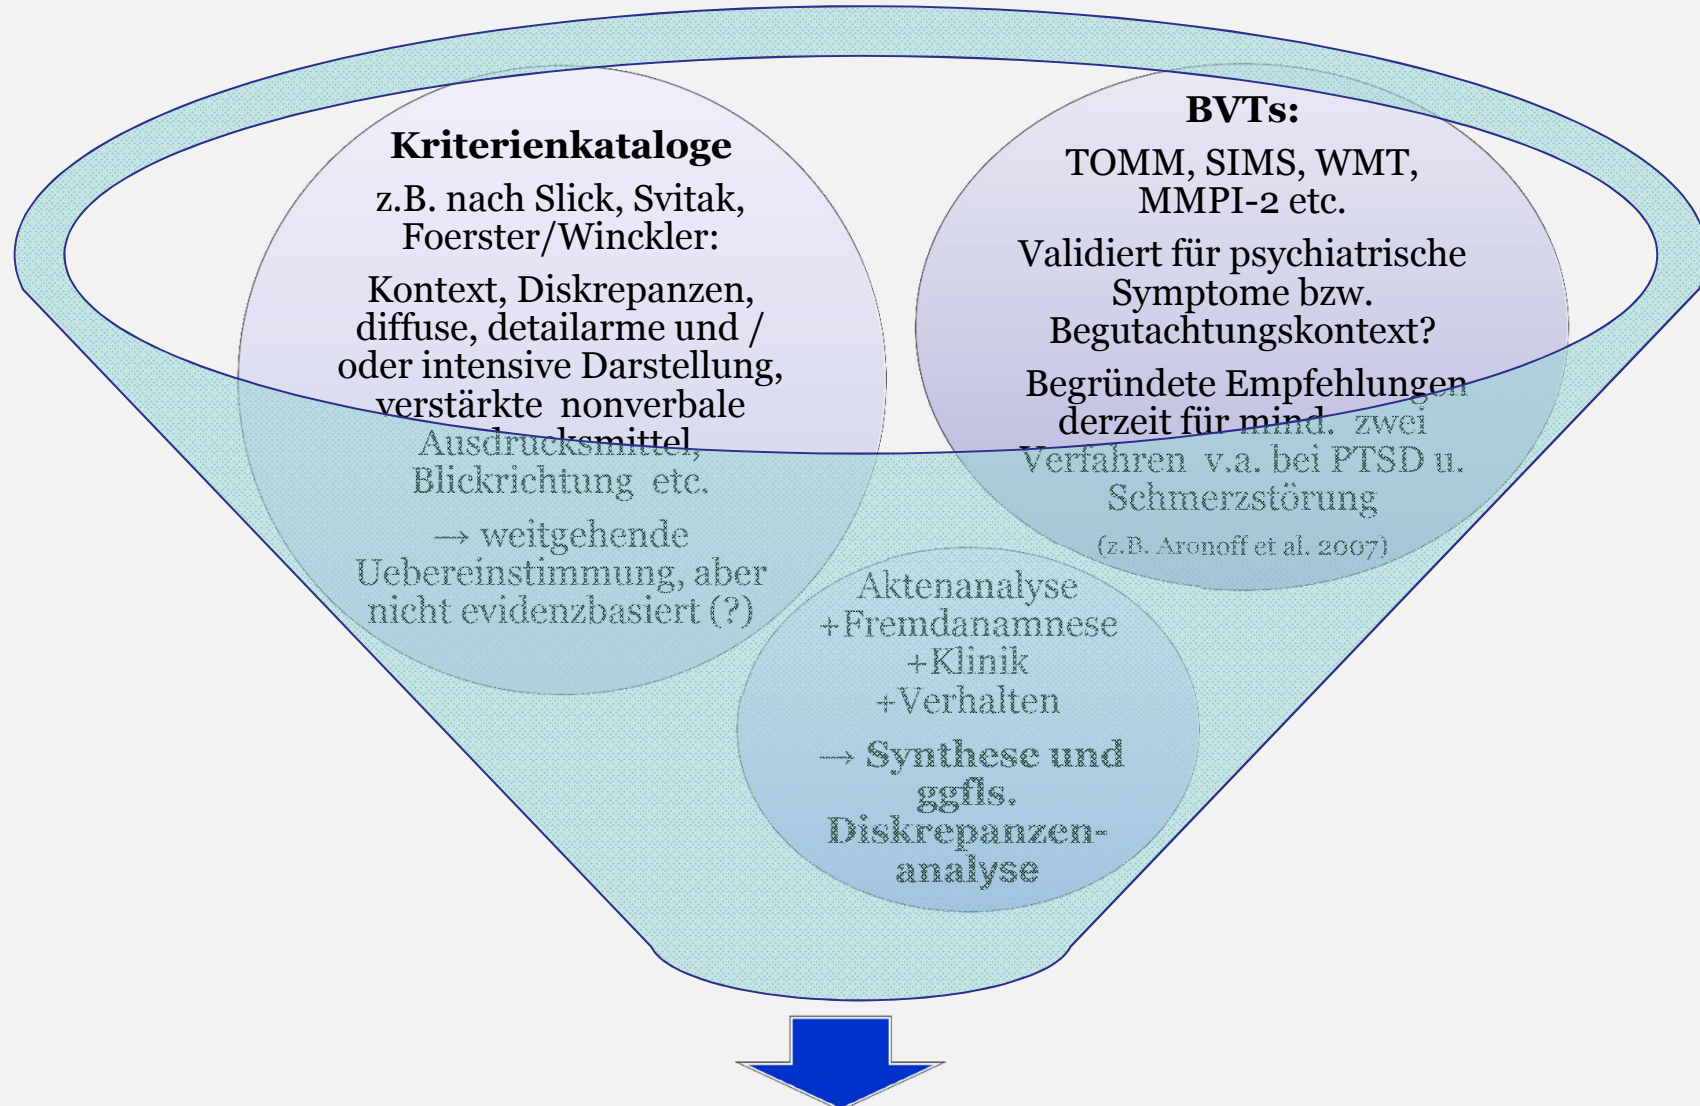 Kriterienkataloge
z.B. nach Slick, Svitak,
Foerster/Winckler:
Kontext, Diskrepanzen,
diffuse, detailarme und /
oder intensive Darstellung,
verstärkte nonverbale
Ausdrucksmittel,
Blickrichtung etc.
→ weitgehende
Uebereinstimmung, aber
nicht evidenzbasiert (?)
BVTs:
TOMM, SIMS, WMT,
MMPI-2 etc.
Validiert für psychiatrische
Symptome bzw.
Begutachtungskontext?
Begründete Empfehlungen
derzeit für mind. zwei
Verfahren v.a. bei PTSD u.
Schmerzstörung
(z.B. Aronoff et al. 2007)
Aktenanalyse
+Fremdanamnese
+Klinik
+Verhalten
→ Synthese und
ggfls.
Diskrepanzen-
analyse